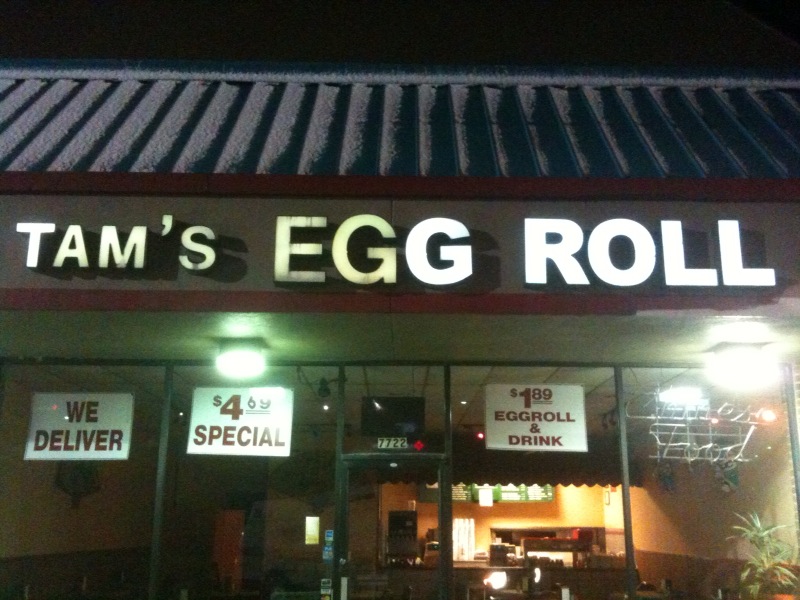 TAM'S EGG ROLL
WE
DELIVER
$4 69
SPECIAL
7722
$1 89
EGGROLL
&
DRINK